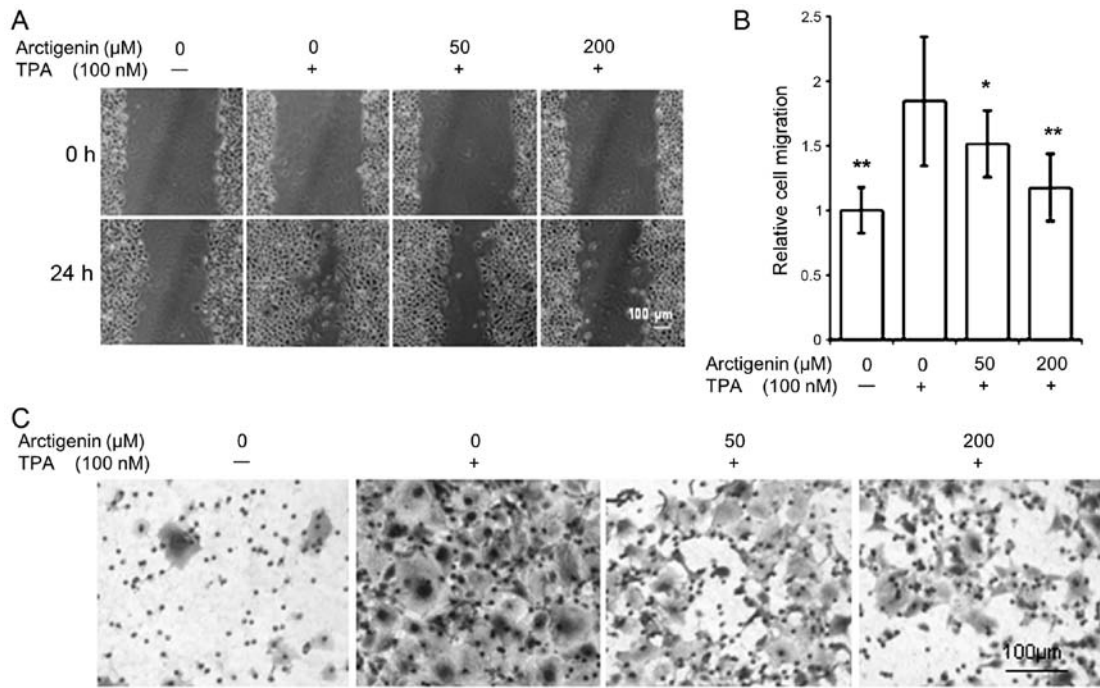 A
Arctigenin (µM) 0 0 50 200
TPA (100 nM) — + + +
0 h
24 h
100 µm
B
2.5
2
1.5
1
0.5
0
Relative cell migration
** * **
Arctigenin (µM) 0 0 50 200
TPA (100 nM) — + + +
C
Arctigenin (µM) 0 0 50 200
TPA (100 nM) — + + +
100µm